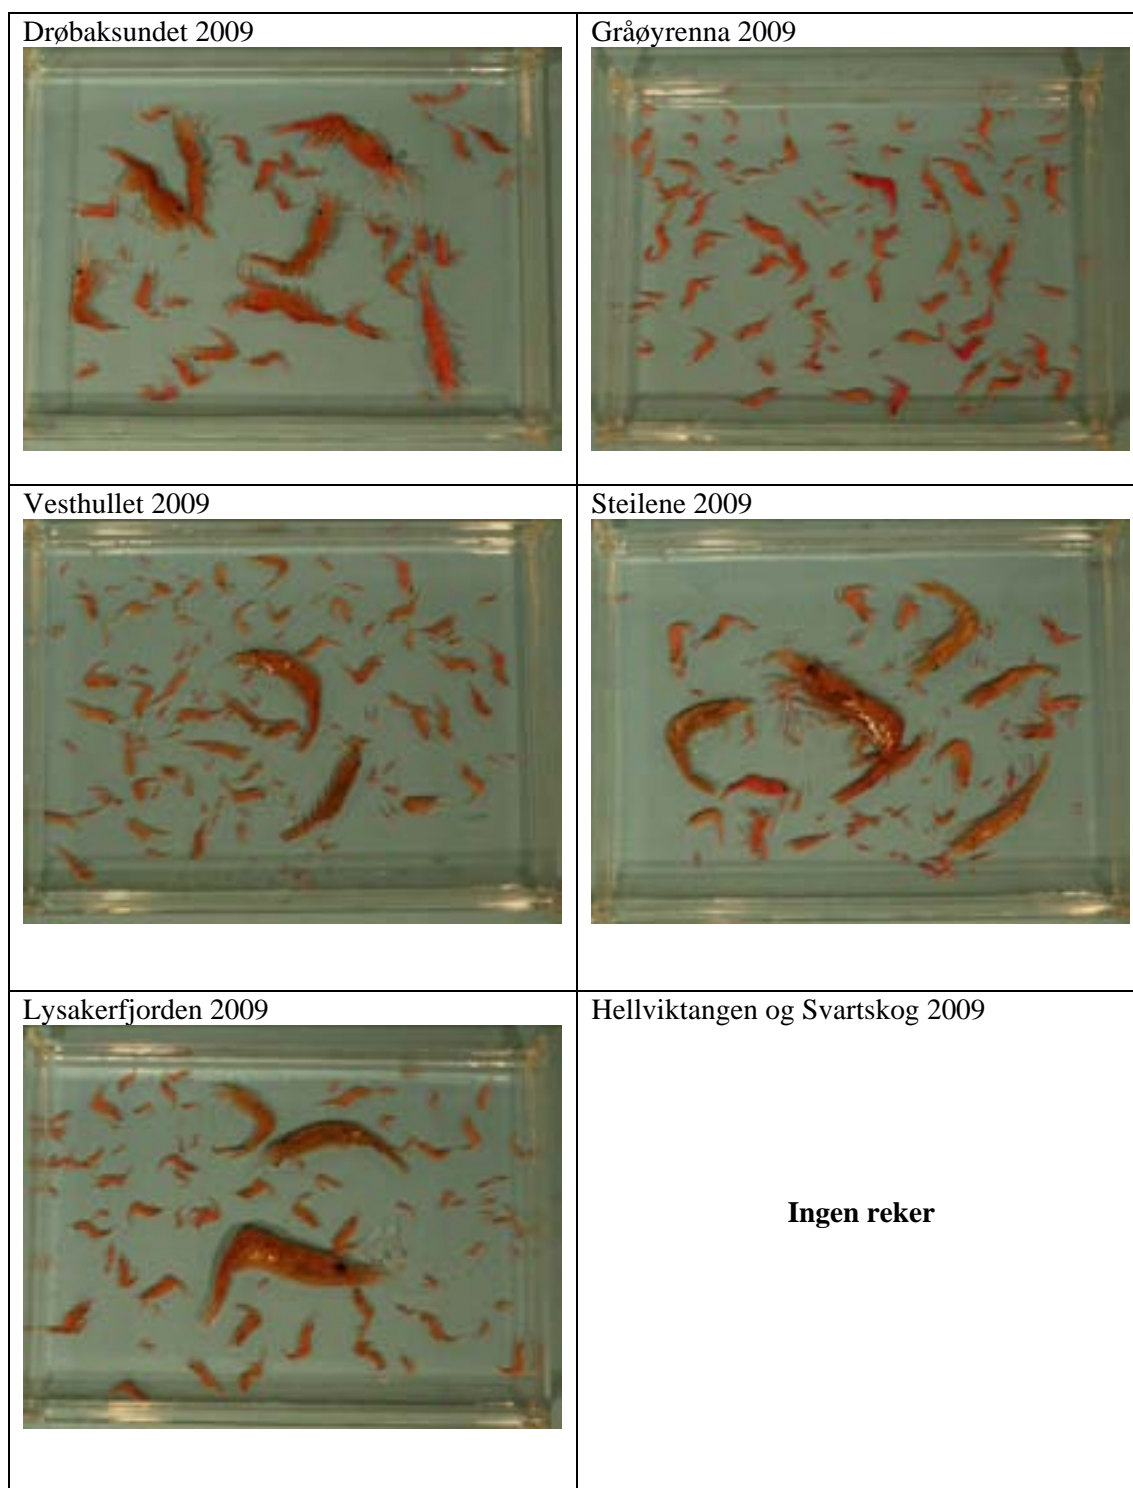 Drøbaksundet 2009
Gråøyrenna 2009
Vesthullet 2009
Steilene 2009
Lysakerfjorden 2009
Hellviktangen og Svartskog 2009
Ingen reker